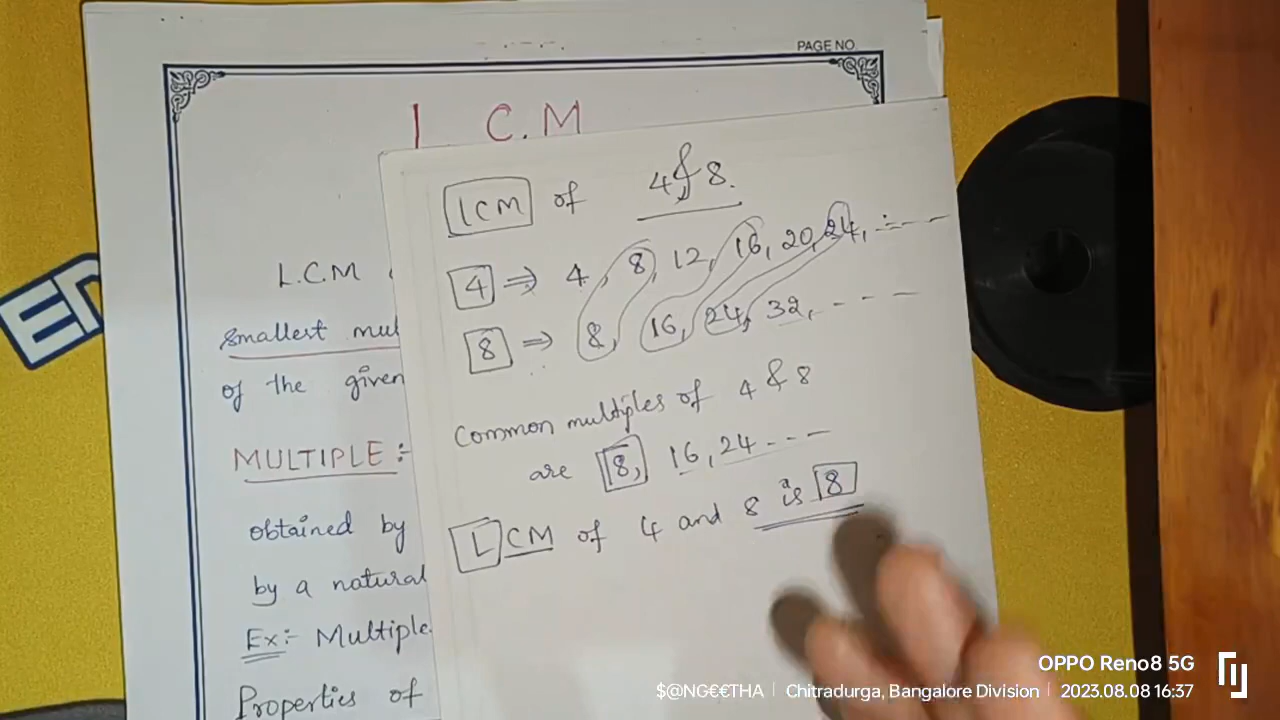 PAGE NO
L C.M
LCM of 4 & 8.
4 ⇒ 4, 8, 12, 16, 20, 24, ---
8 ⇒ 8, 16, 24, 32, ---
Common multiples of 4 & 8
are 8, 16, 24 ---
LCM of 4 and 8 is 8
L.C.M
smallest mul
of the given
MULTIPLE :-
obtained by
by a natural
Ex:- Multiple
Properties of
EN
OPPO Reno8 5G
$@NG€€THA | Chitradurga, Bangalore Division | 2023.08.08 16:37